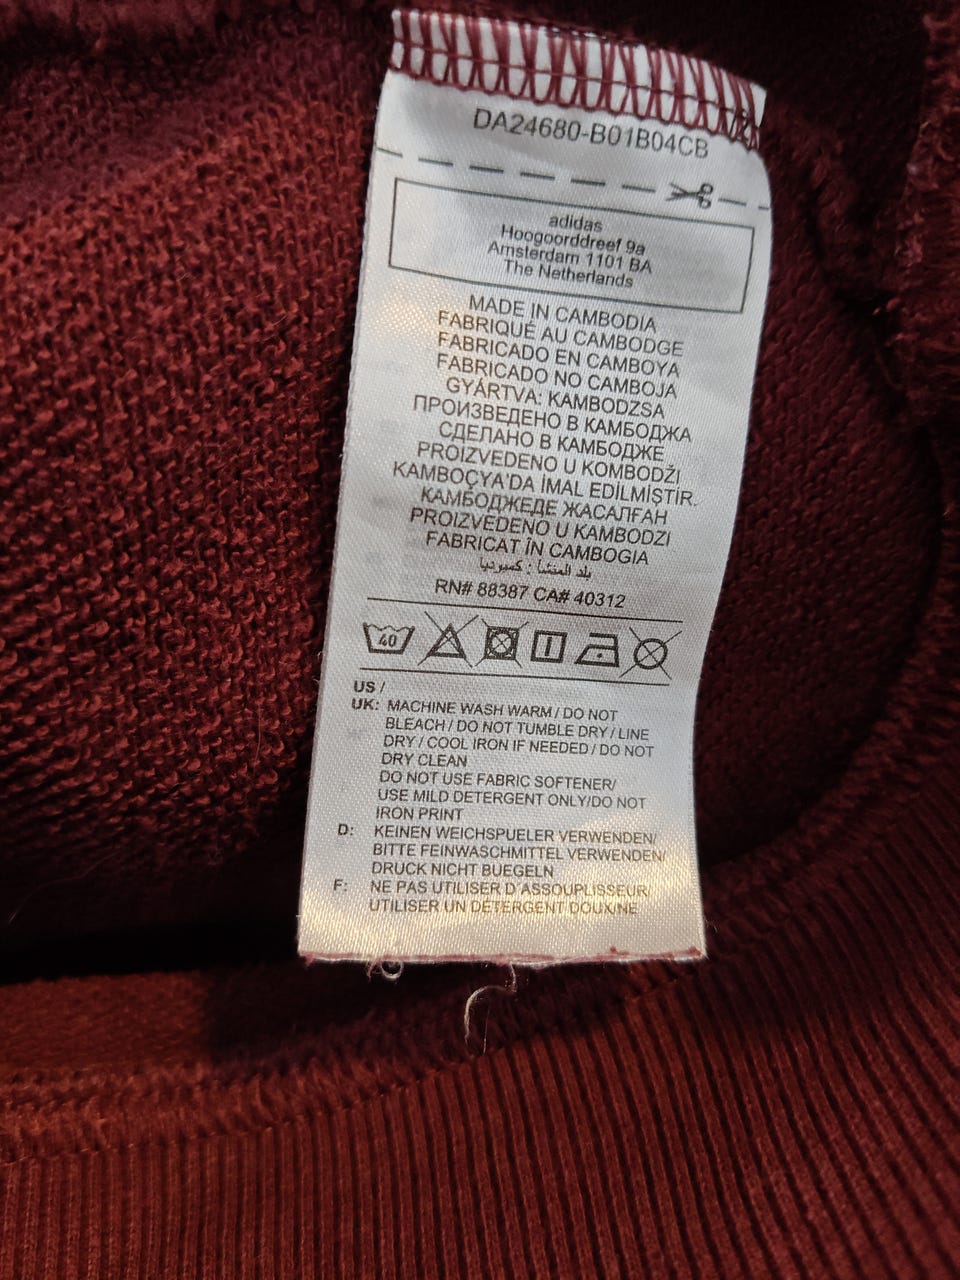 DA24680-B01B04CB
adidas
Hoogoorddreef 9a
Amsterdam 1101 BA
The Netherlands
MADE IN CAMBODIA
FABRIQUÉ AU CAMBODGE
FABRICADO EN CAMBOYA
FABRICADO NO CAMBOJA
GYÁRTVA: KAMBODZSA
ПРОИЗВЕДЕНО В КАМБОДЖА
СДЕЛАНО В КАМБОДЖЕ
PROIZVEDENO U KOMBODŽI
KAMBOÇYA'DA İMAL EDİLMİŞTİR.
КАМБОДЖЕДЕ ЖАСАЛҒАН
PROIZVEDENO U KAMBODZI
FABRICAT ÎN CAMBOGIA
بلد المنشأ : كمبوديا
RN# 88387 CA# 40312
40
US /
UK: MACHINE WASH WARM / DO NOT
BLEACH / DO NOT TUMBLE DRY / LINE
DRY / COOL IRON IF NEEDED / DO NOT
DRY CLEAN
DO NOT USE FABRIC SOFTENER/
USE MILD DETERGENT ONLY/DO NOT
IRON PRINT
D: KEINEN WEICHSPUELER VERWENDEN/
BITTE FEINWASCHMITTEL VERWENDEN/
DRUCK NICHT BUEGELN
F: NE PAS UTILISER D'ASSOUPLISSEUR/
UTILISER UN DÉTERGENT DOUX/NE